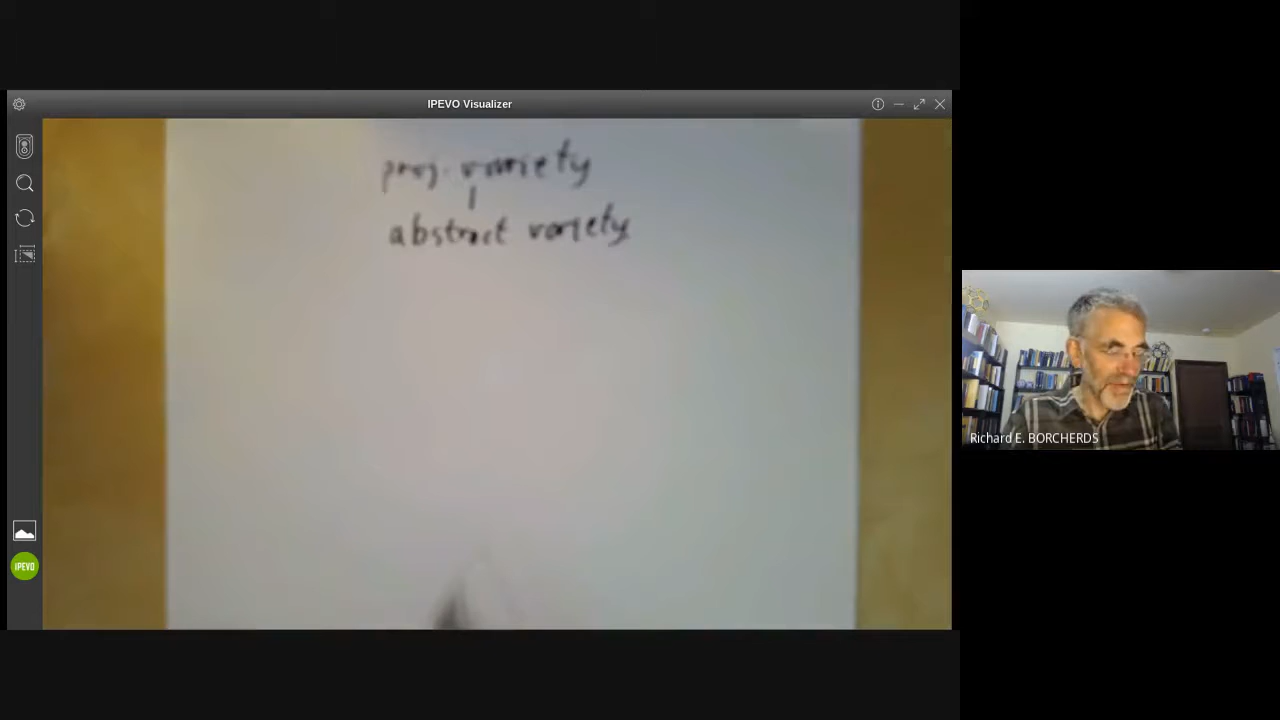 IPEVO Visualizer
proj. variety
abstract variety
IPEVO
Richard E. BORCHERDS